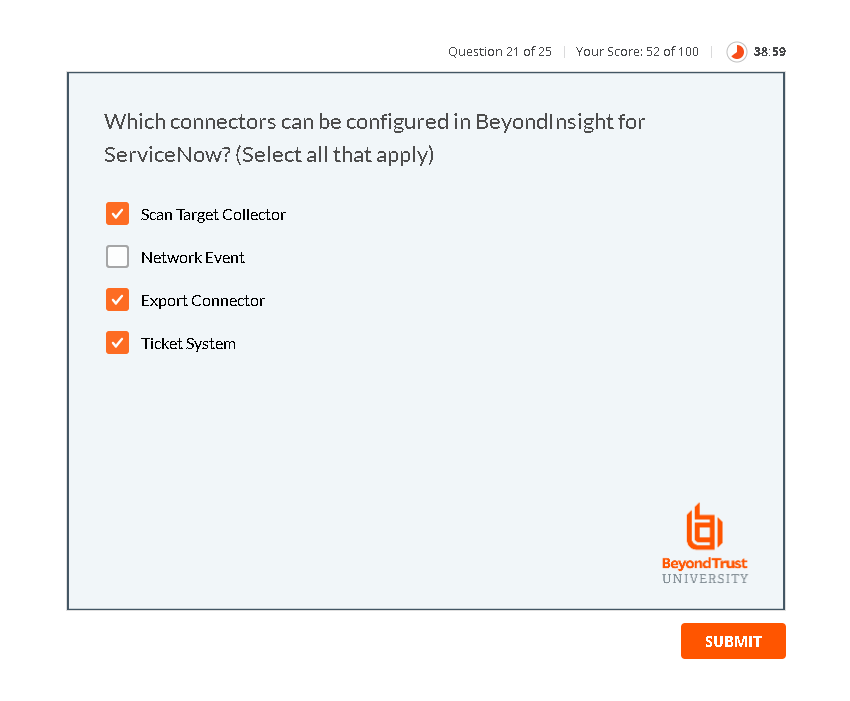 Question 21 of 25 | Your Score: 52 of 100 | 38:59
Which connectors can be configured in BeyondInsight for
ServiceNow? (Select all that apply)
Scan Target Collector
Network Event
Export Connector
Ticket System
BeyondTrust
UNIVERSITY
SUBMIT